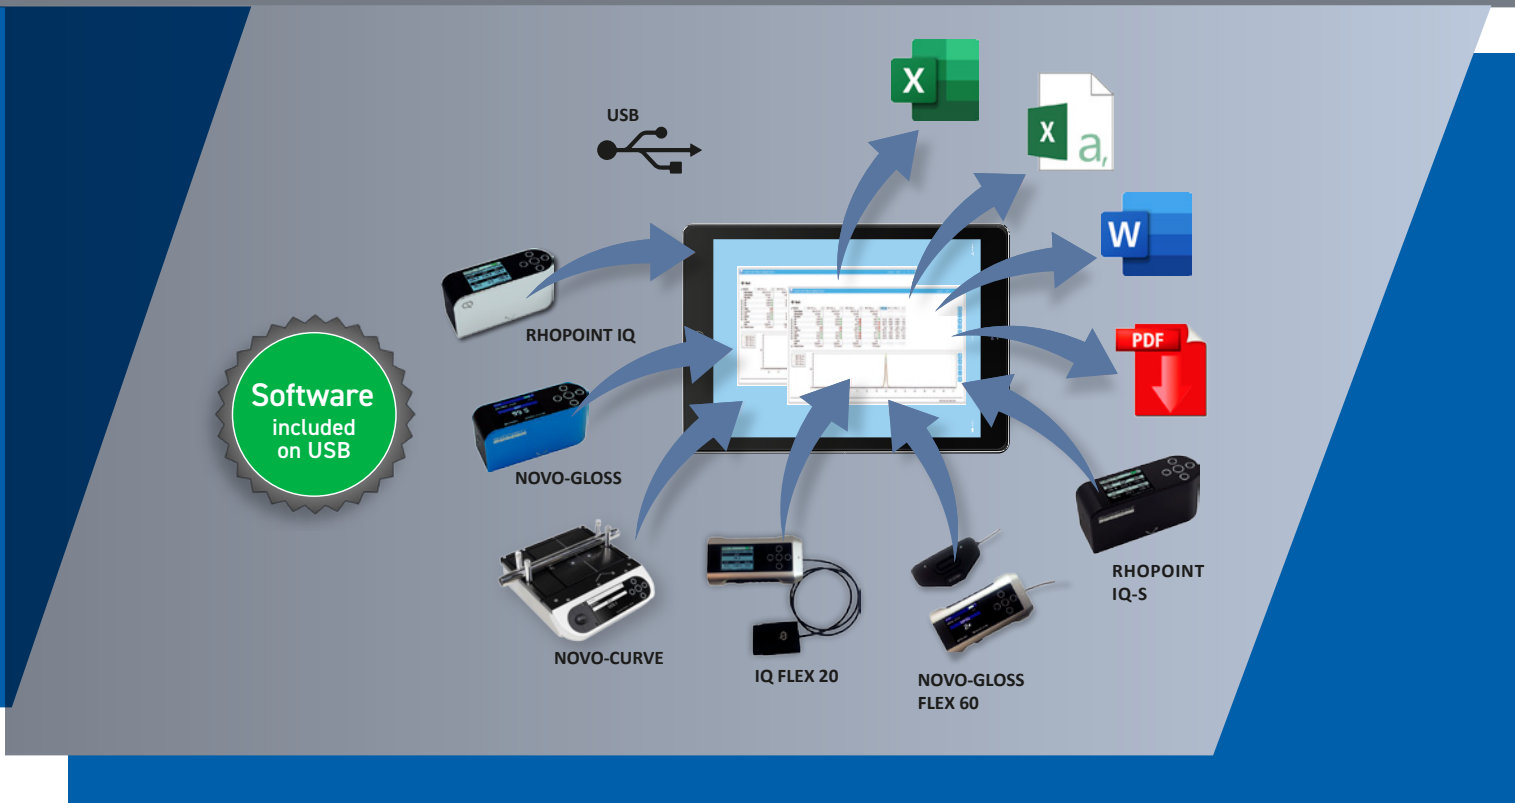 USB
X
X
a,
W
PDF
RHOPOINT IQ
Software
included
on USB
NOVO-GLOSS
NOVO-CURVE
IQ FLEX 20
NOVO-GLOSS
FLEX 60
RHOPOINT
IQ-S